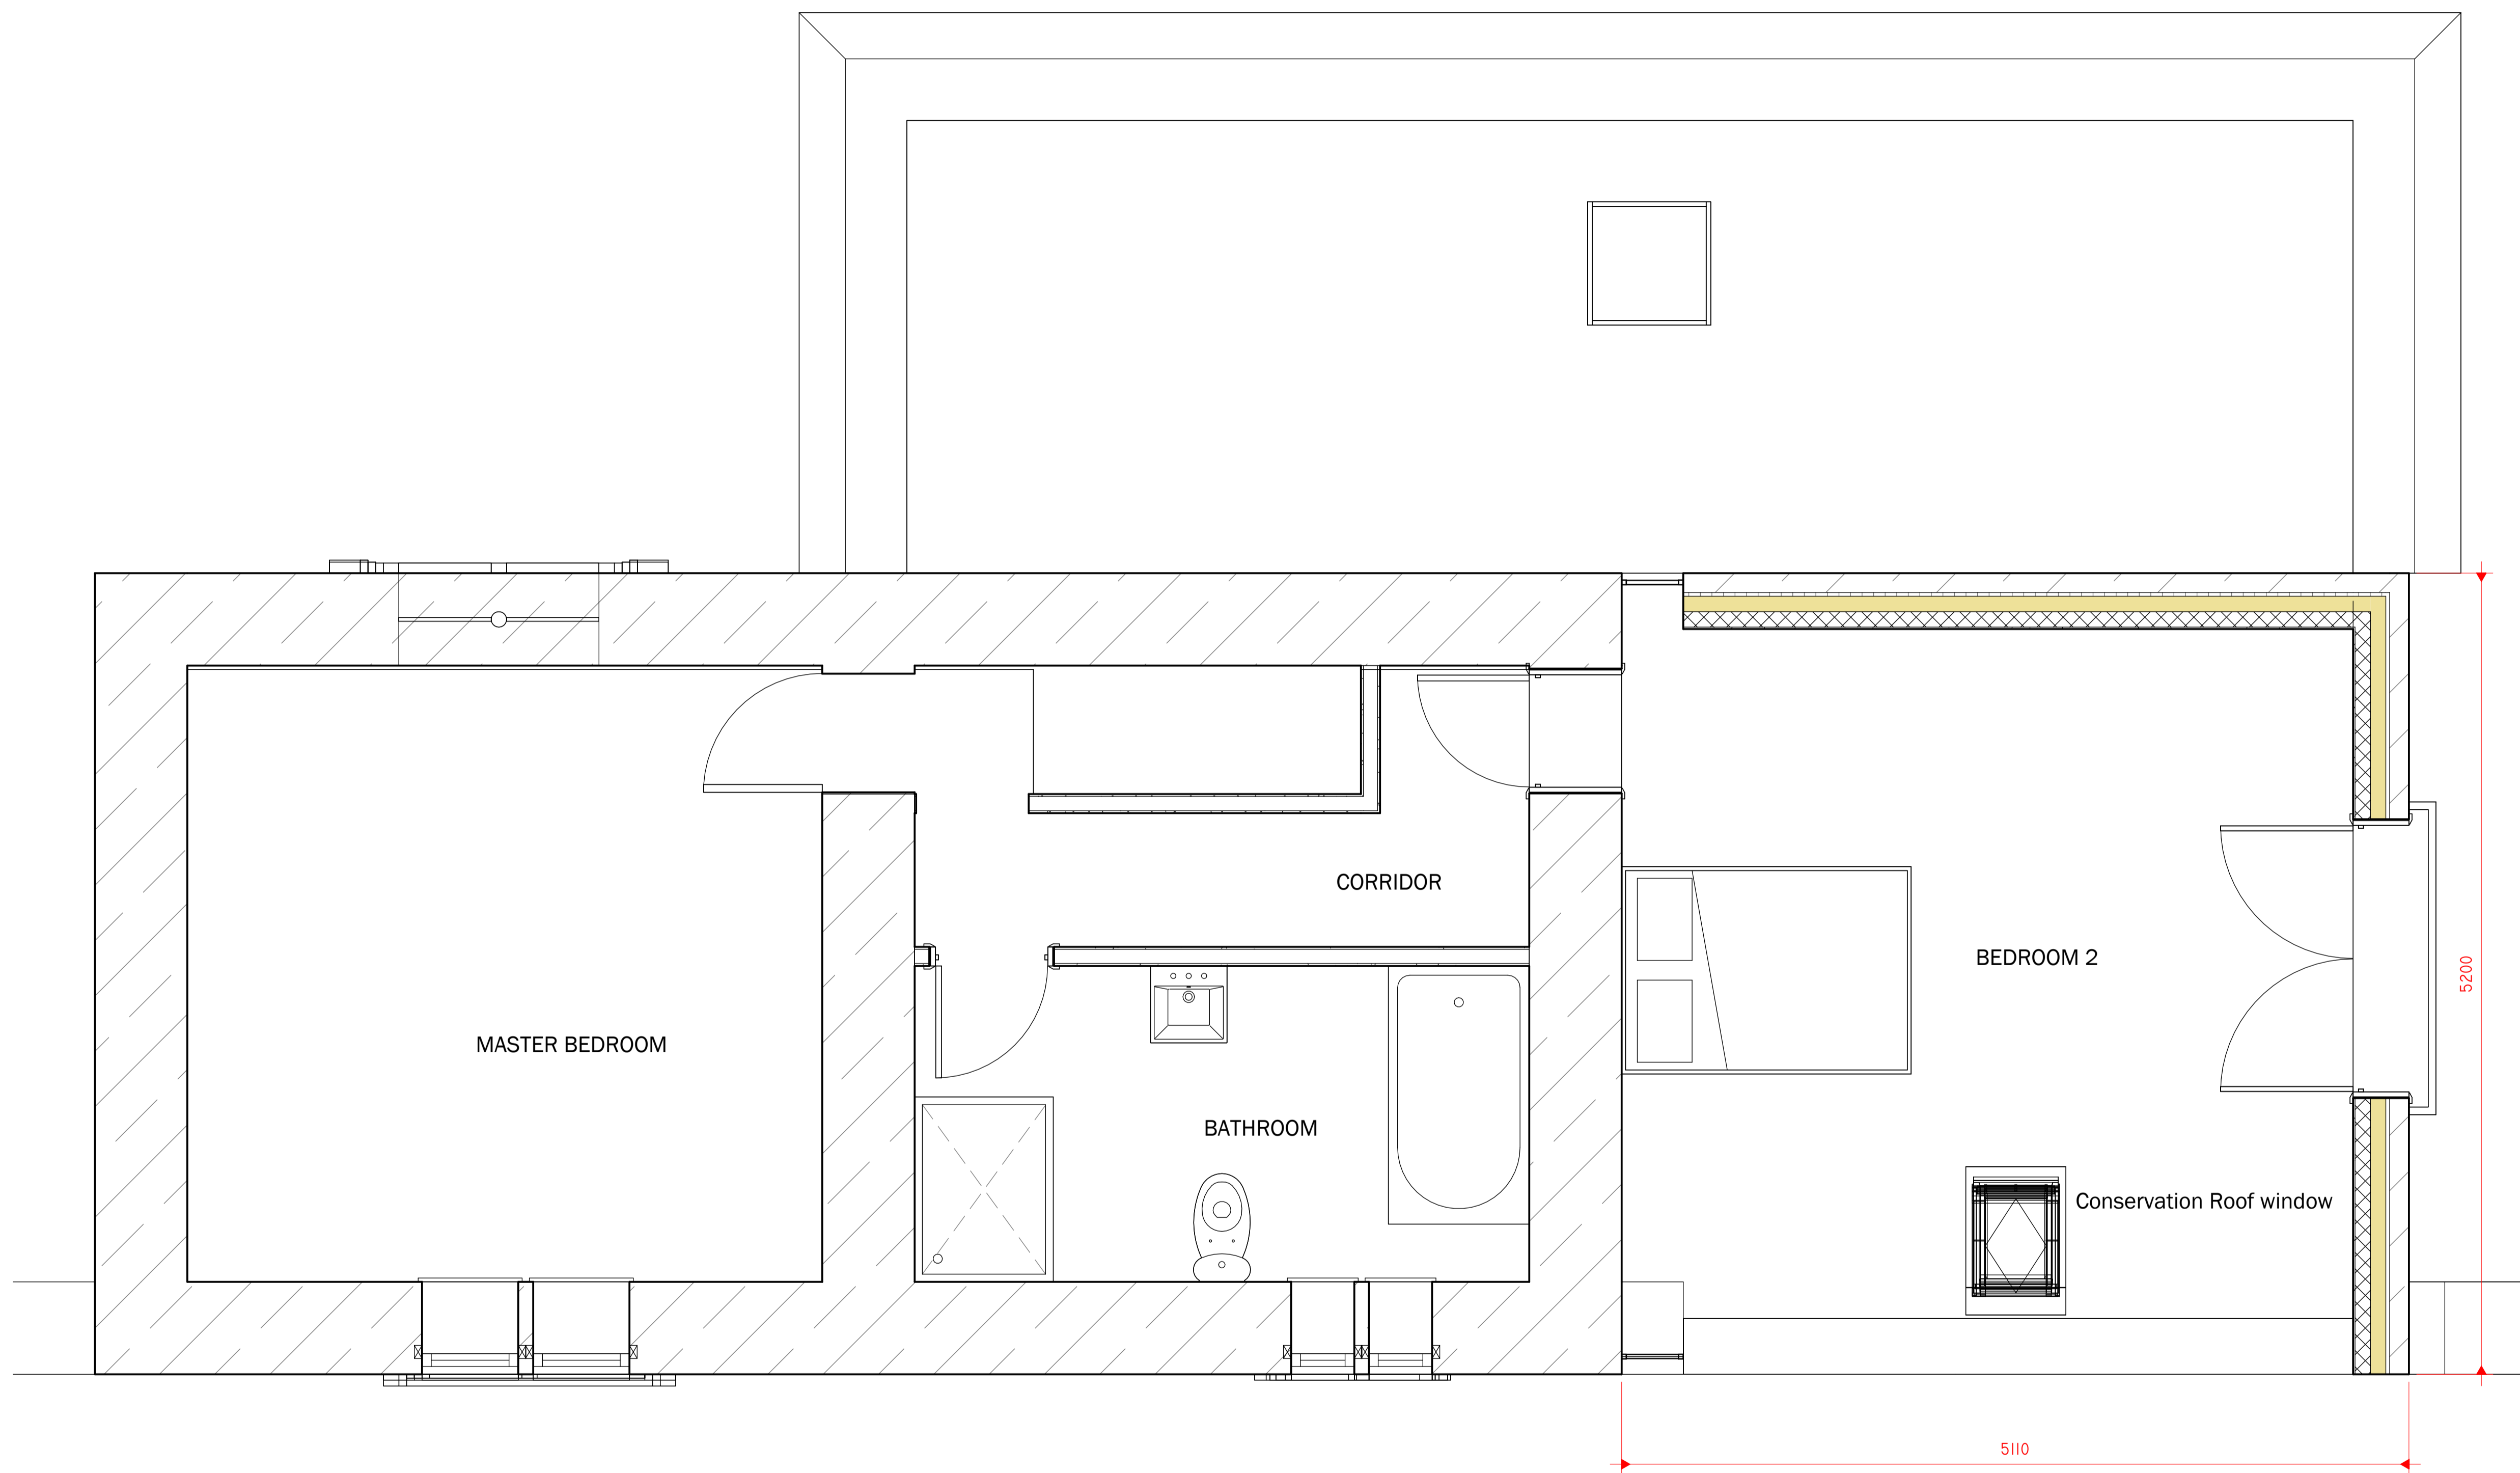 CORRIDOR
BEDROOM 2
5200
MASTER BEDROOM
BATHROOM
Conservation Roof window
5110